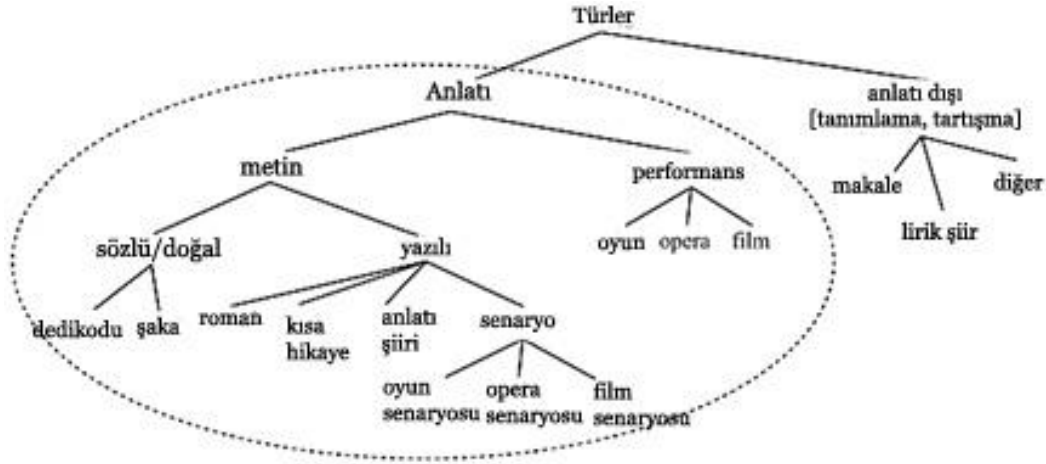 Türler
Anlatı
anlatı dışı
[tanımlama, tartışma]
metin
performans
makale
diğer
lirik şiir
oyun
opera
film
sözlü/doğal
yazılı
dedikodu
şaka
roman
kısa
hikaye
anlatı
şiiri
senaryo
oyun
senaryosu
opera
senaryosu
film
senaryosu